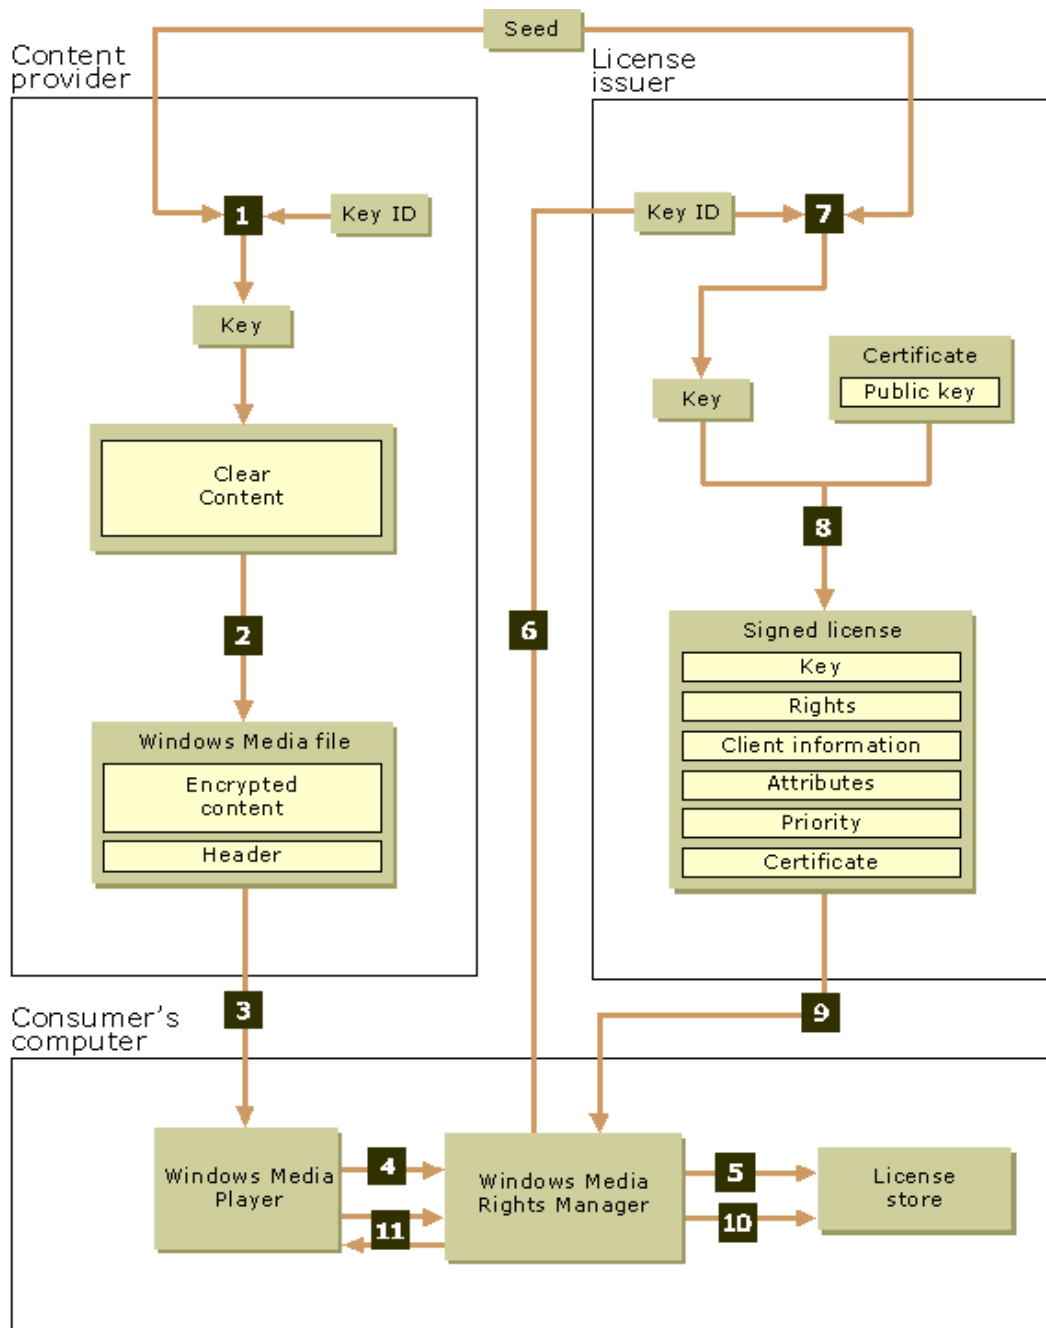 Seed
Content
provider
License
issuer
1
Key ID
Key ID
7
Key
Certificate
Public key
Key
Clear
Content
8
2
6
Signed license
Key
Rights
Client information
Attributes
Priority
Certificate
Windows Media file
Encrypted
content
Header
3
9
Consumer's
computer
Windows Media
Player
4
11
Windows Media
Rights Manager
5
10
License
store